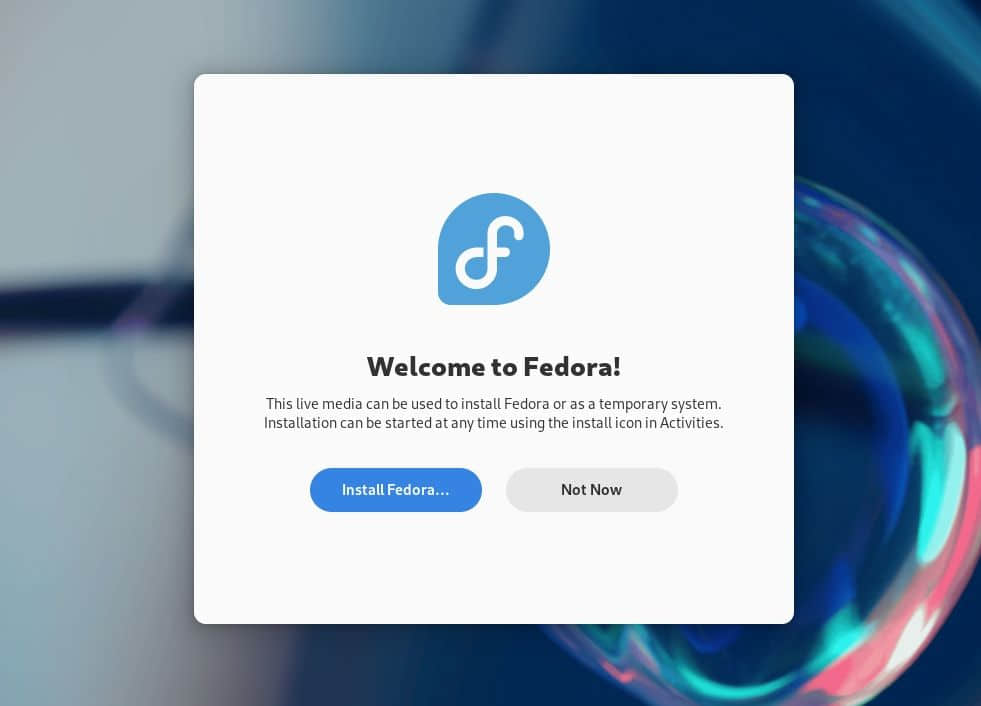 Welcome to Fedora!
This live media can be used to install Fedora or as a temporary system.
Installation can be started at any time using the install icon in Activities.
Install Fedora...
Not Now